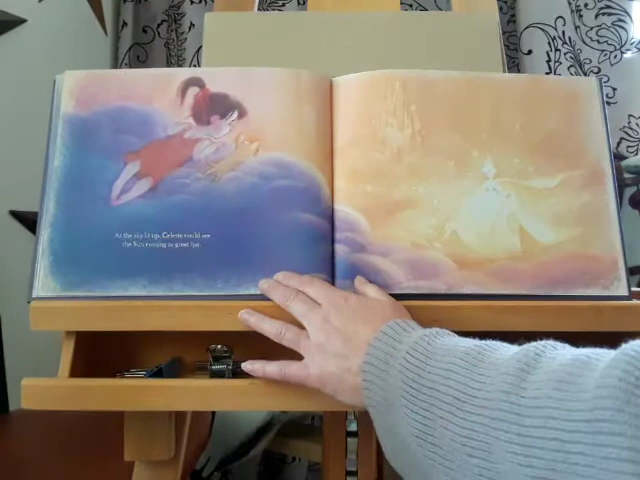 As the sky lit up, Celeste could see
the Sun coming to greet her.